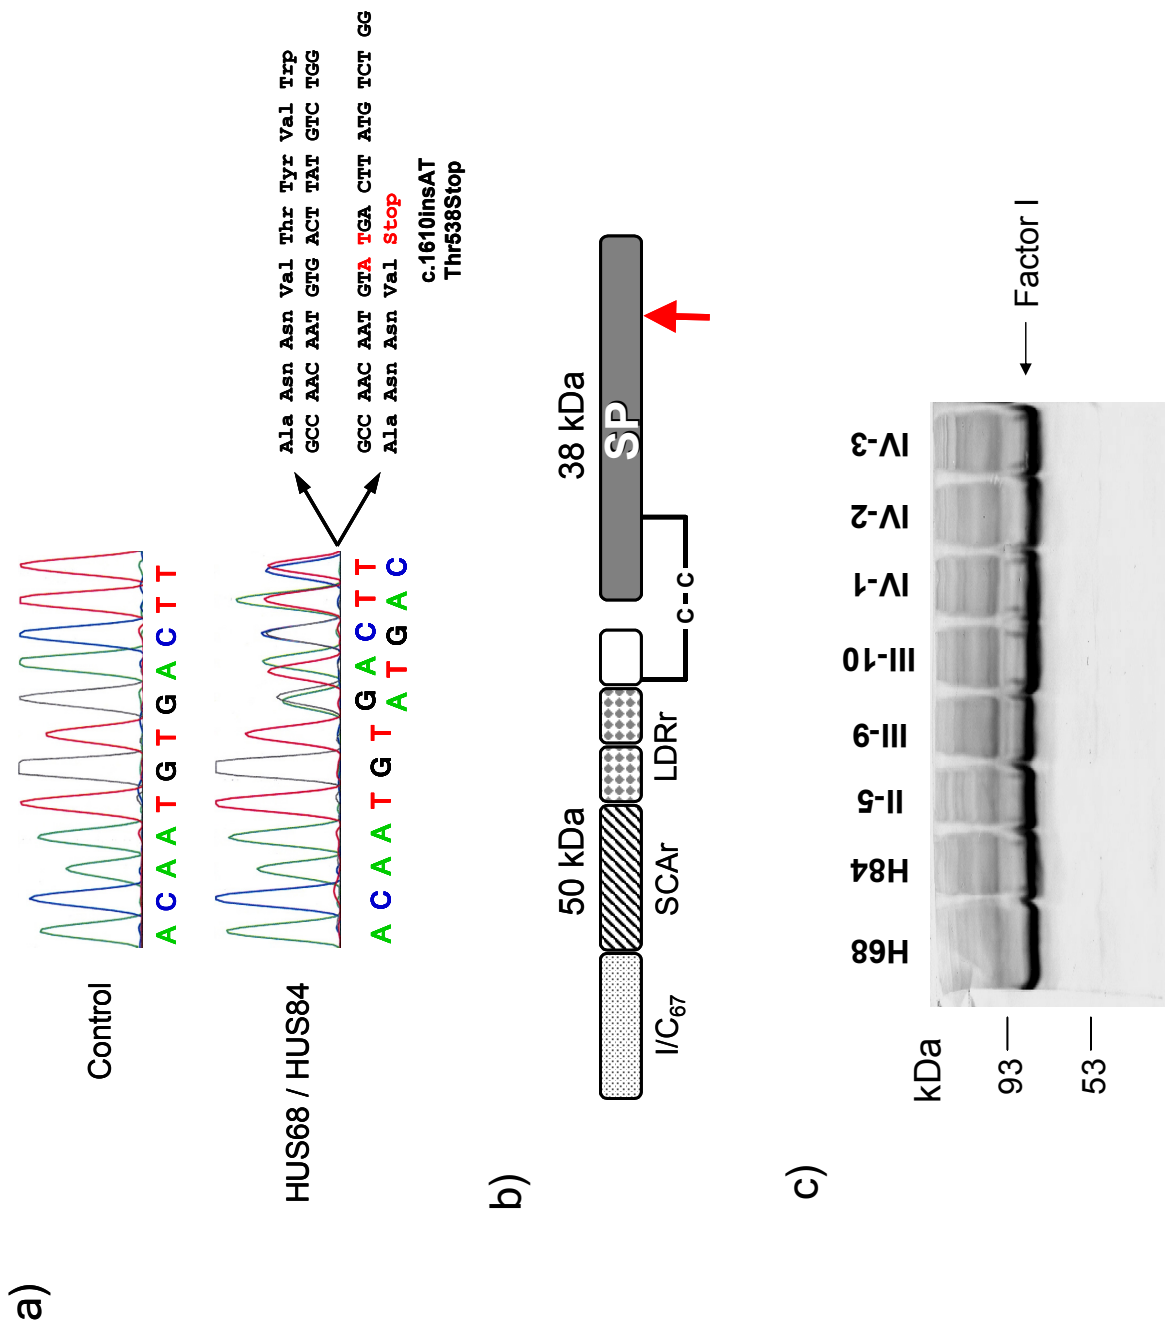 a)
Control
A C A A T G T G A C T T
HUS68 / HUS84
A C A A T G T G A C T T
A T G A C
Ala Asn Asn Val Thr Tyr Val Trp
GCC AAC AAT GTG ACT TAT GTC TGG
GCC AAC AAT GTA TGA CTT ATG TCT GG
Ala Asn Asn Val Stop
c.1610insAT
Thr538Stop
b)
50 kDa
38 kDa
SP
I/C67
SCAr
LDRr
c-c
c)
kDa
H68
H84
II-5
III-9
III-10
IV-1
IV-2
IV-3
93
53
Factor I